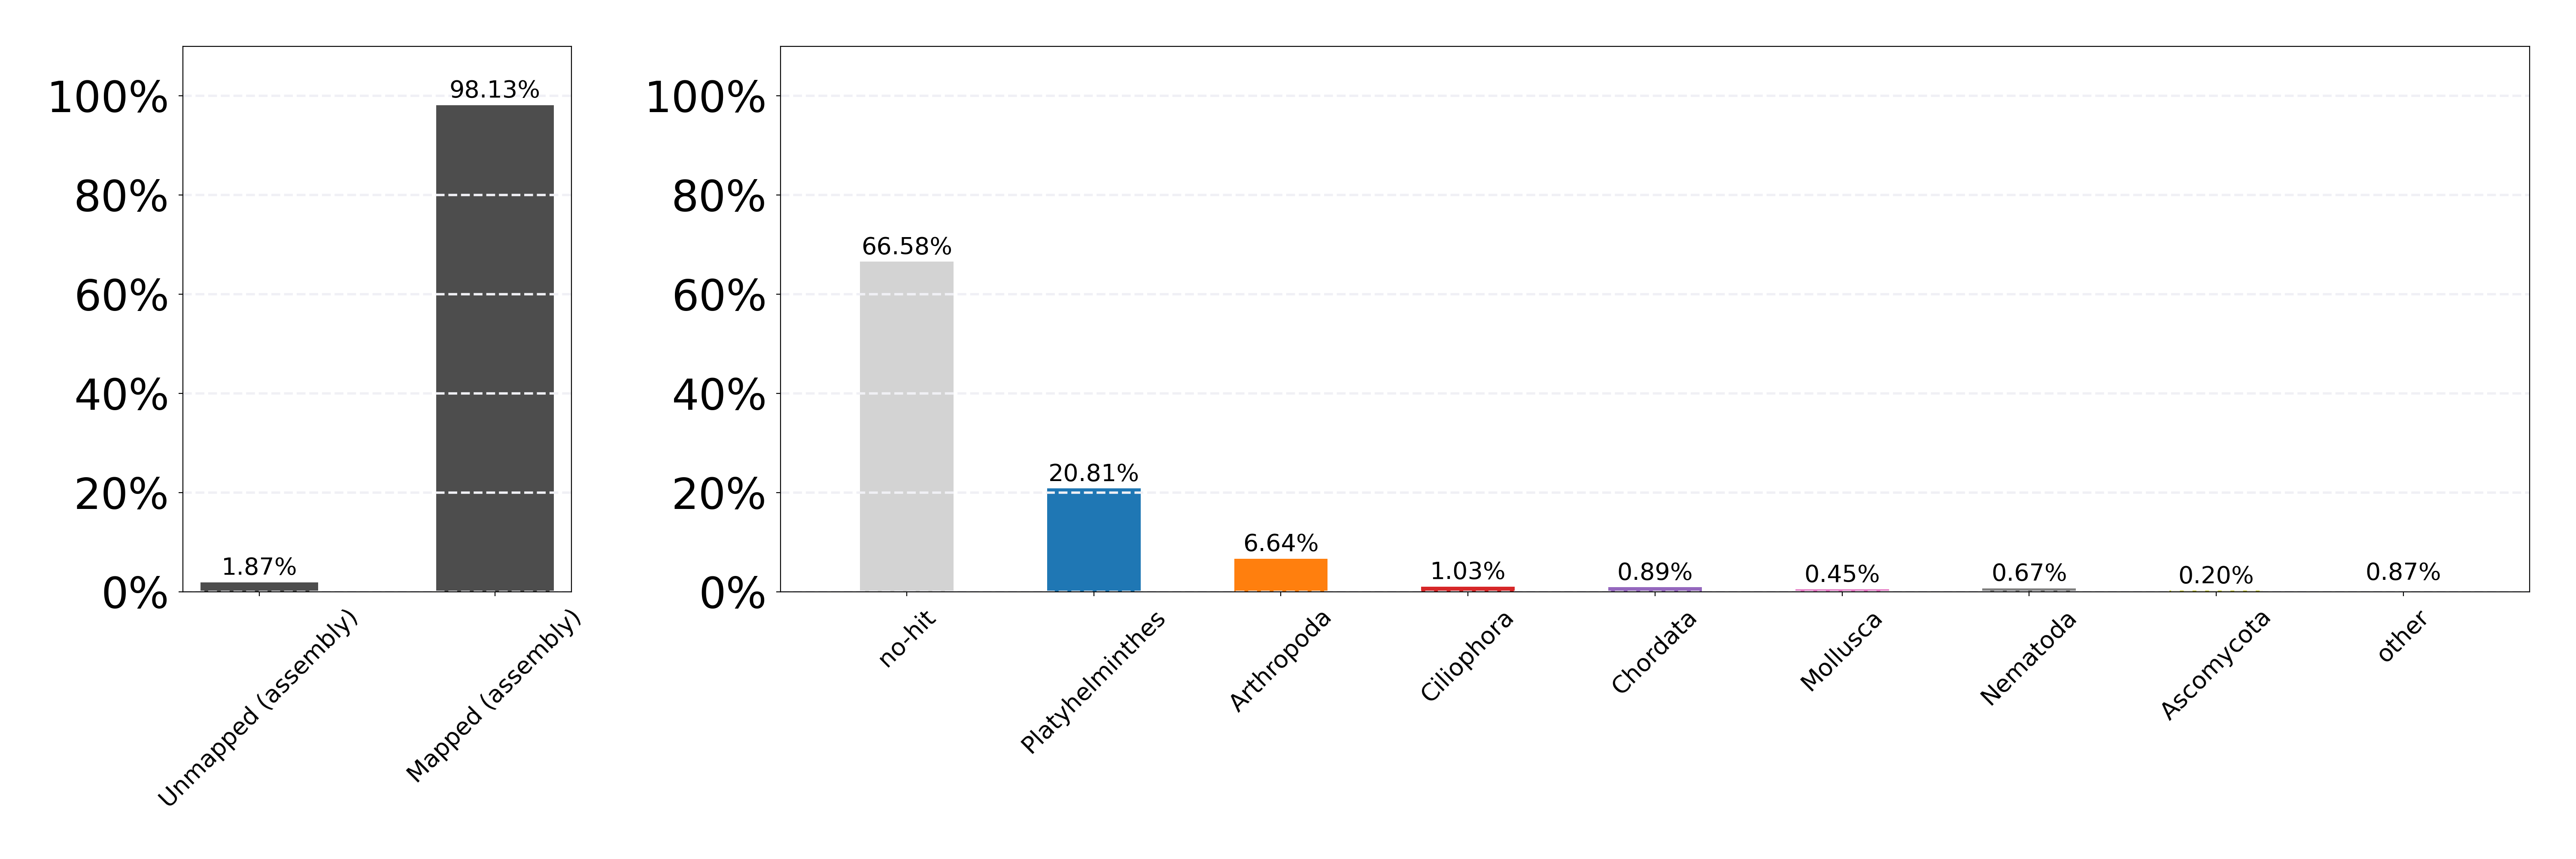 100%
80%
60%
40%
20%
0%
1.87%
98.13%
Unmapped (assembly)
Mapped (assembly)
100%
80%
60%
40%
20%
0%
66.58%
20.81%
6.64%
1.03%
0.89%
0.45%
0.67%
0.20%
0.87%
no-hit
Platyhelminthes
Arthropoda
Ciliophora
Chordata
Mollusca
Nematoda
Ascomycota
other